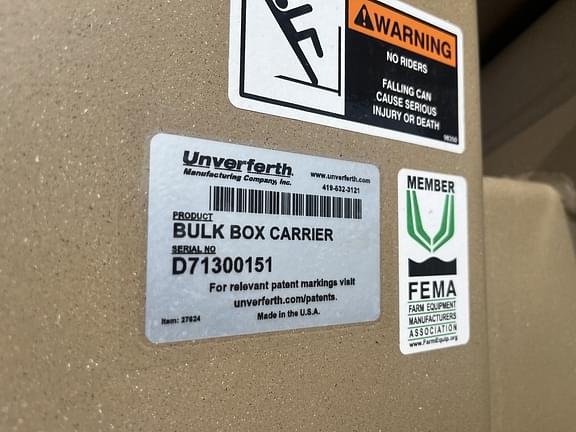 WARNING
NO RIDERS
FALLING CAN
CAUSE SERIOUS
INJURY OR DEATH
98359
Unverferth
Manufacturing Company, Inc.
www.unverferth.com
419-532-3121
PRODUCT
BULK BOX CARRIER
SERIAL NO
D71300151
For relevant patent markings visit
unverferth.com/patents.
Made in the U.S.A.
Item: 27624
MEMBER
FEMA
FARM EQUIPMENT
MANUFACTURERS
ASSOCIATION
www.FarmEquip.org